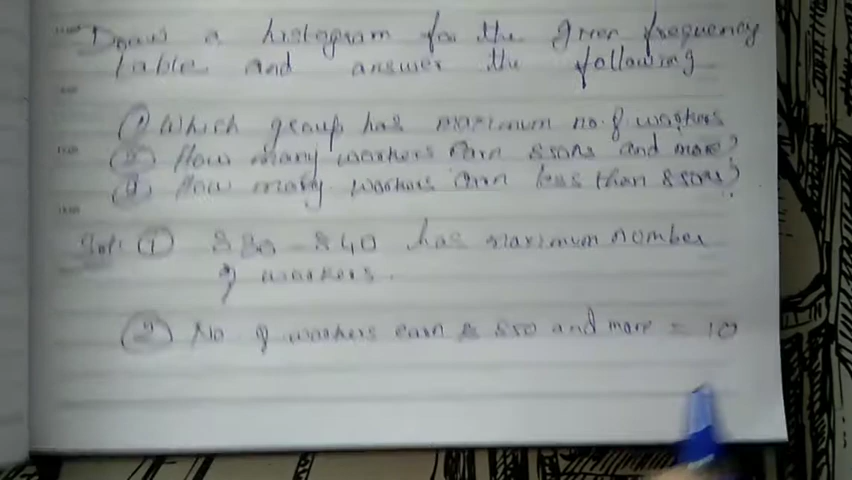 Draw a histogram for the given frequency
table and answer the following
(1) Which group has maximum no. of workers
(2) How many workers earn 850Rs and more?
(3) How many workers earn less than 850Rs?
Sol: (1) 830 - 840 has maximum number
of workers.
(2) No of workers earn 850 and more = 10